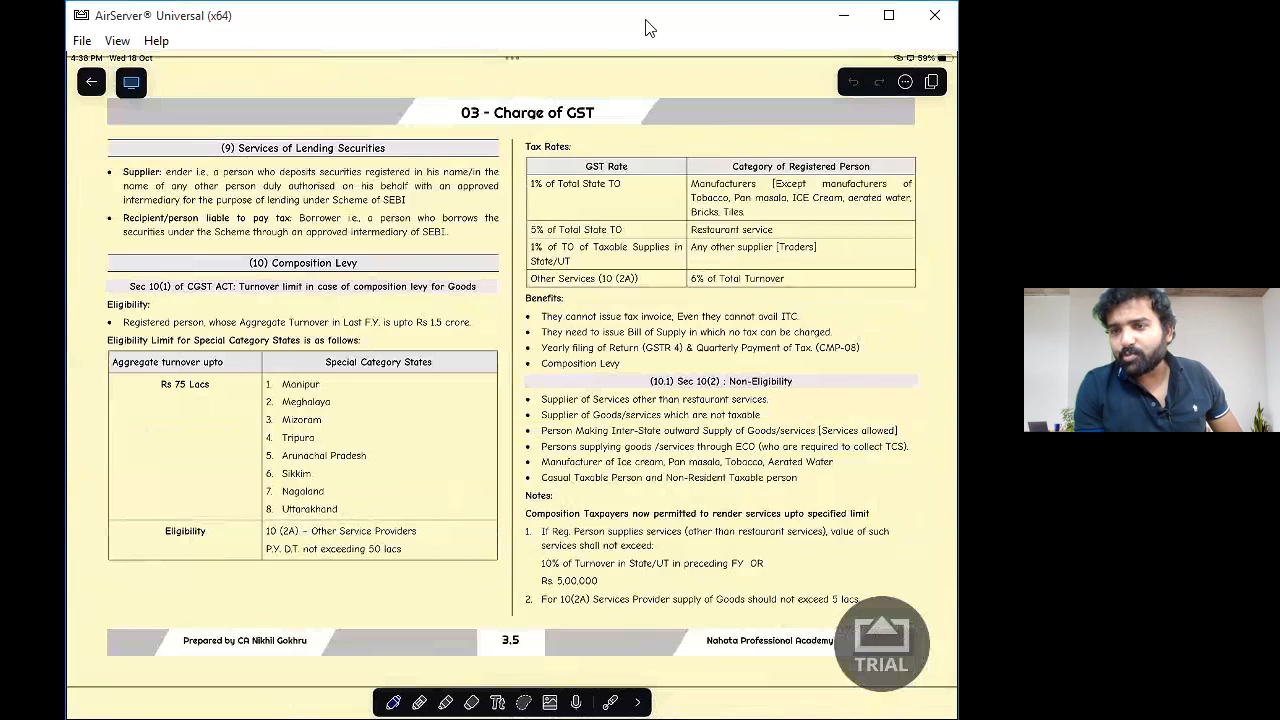 AirServer® Universal (x64)
File View Help
4:38 PM Wed 18 Oct
59%
03 - Charge of GST
(9) Services of Lending Securities
• Supplier: ender i.e, a person who deposits securities registered in his name/in the
name of any other person duly authorised on his behalf with an approved
intermediary for the purpose of lending under Scheme of SEBI
• Recipient/person liable to pay tax: Borrower i.e., a person who borrows the
securities under the Scheme through an approved intermediary of SEBI.
(10) Composition Levy
Sec 10(1) of CGST ACT: Turnover limit in case of composition levy for Goods
Eligibility:
• Registered person, whose Aggregate Turnover in Last F.Y. is upto Rs 1.5 crore.
Eligibility Limit for Special Category States is as follows:
Aggregate turnover upto Special Category States
Rs 75 Lacs 1. Manipur
2. Meghalaya
3. Mizoram
4. Tripura
5. Arunachal Pradesh
6. Sikkim
7. Nagaland
8. Uttarakhand
Eligibility 10 (2A) - Other Service Providers
P.Y. D.T. not exceeding 50 lacs
Tax Rates:
GST Rate Category of Registered Person
1% of Total State TO Manufacturers [Except manufacturers of
Tobacco, Pan masala, ICE Cream, aerated water,
Bricks, Tiles.
5% of Total State TO Restaurant service
1% of TO of Taxable Supplies in Any other supplier [Traders]
State/UT
Other Services (10 (2A)) 6% of Total Turnover
Benefits:
• They cannot issue tax invoice, Even they cannot avail ITC.
• They need to issue Bill of Supply in which no tax can be charged.
• Yearly filing of Return (GSTR 4) & Quarterly Payment of Tax. (CMP-08)
• Composition Levy
(10.1) Sec 10(2) : Non-Eligibility
• Supplier of Services other than restaurant services.
• Supplier of Goods/services which are not taxable
• Person Making Inter-State outward Supply of Goods/services [Services allowed]
• Persons supplying goods /services through ECO (who are required to collect TCS).
• Manufacturer of Ice cream, Pan masala, Tobacco, Aerated Water
• Casual Taxable Person and Non-Resident Taxable person
Notes:
Composition Taxpayers now permitted to render services upto specified limit
1. If Reg. Person supplies services (other than restaurant services), value of such
services shall not exceed:
10% of Turnover in State/UT in preceding FY OR
Rs. 5,00,000
2. For 10(2A) Services Provider supply of Goods should not exceed 5 lacs.
Prepared by CA Nikhil Gokhru 3.5 Nahata Professional Academy
TRIAL
Tt